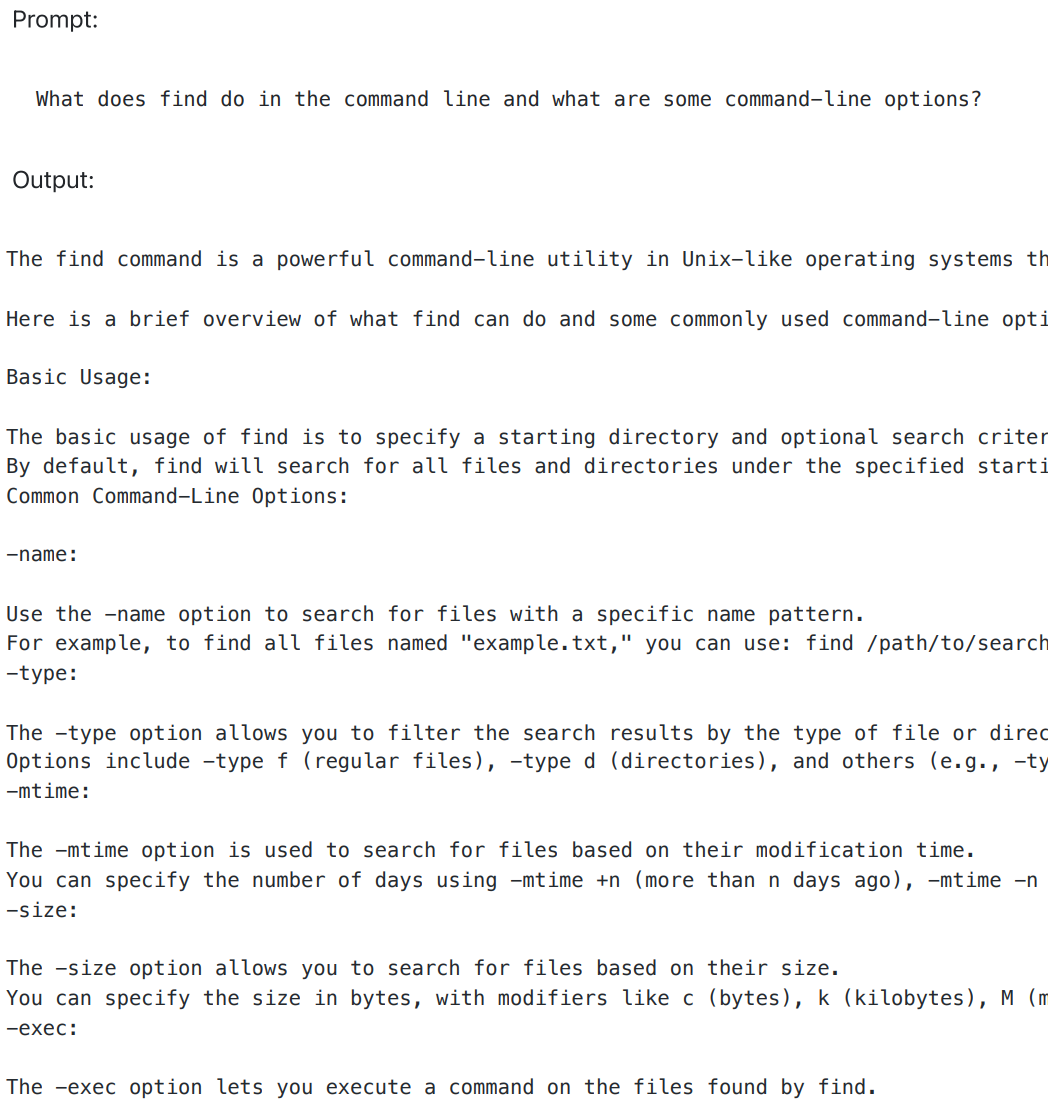 Prompt:
What does find do in the command line and what are some command-line options?
Output:
The find command is a powerful command-line utility in Unix-like operating systems th
Here is a brief overview of what find can do and some commonly used command-line opti
Basic Usage:
The basic usage of find is to specify a starting directory and optional search criter
By default, find will search for all files and directories under the specified starti
Common Command-Line Options:
-name:
Use the -name option to search for files with a specific name pattern.
For example, to find all files named "example.txt," you can use: find /path/to/search
-type:
The -type option allows you to filter the search results by the type of file or direc
Options include -type f (regular files), -type d (directories), and others (e.g., -ty
-mtime:
The -mtime option is used to search for files based on their modification time.
You can specify the number of days using -mtime +n (more than n days ago), -mtime -n
-size:
The -size option allows you to search for files based on their size.
You can specify the size in bytes, with modifiers like c (bytes), k (kilobytes), M (m
-exec:
The -exec option lets you execute a command on the files found by find.